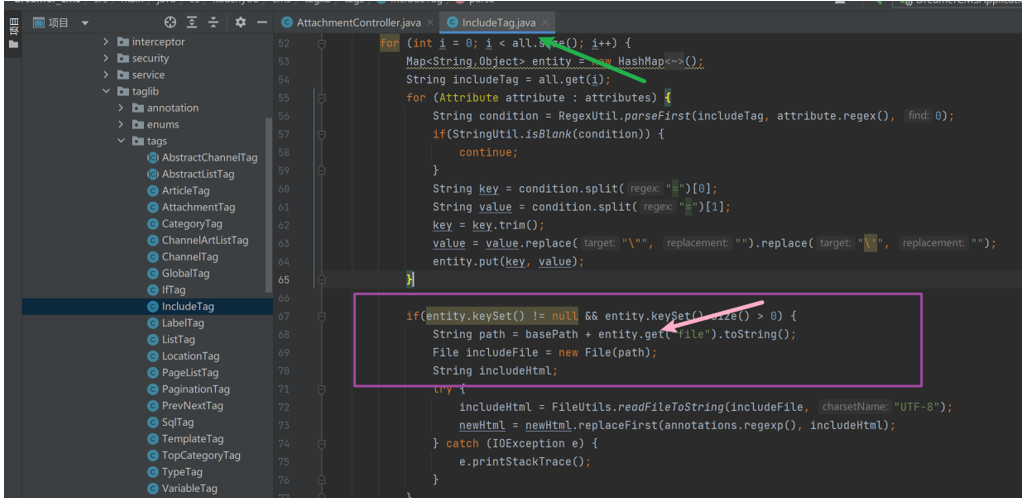 项目
项目
interceptor
security
service
taglib
annotation
enums
tags
AbstractChannelTag
AbstractListTag
ArticleTag
AttachmentTag
CategoryTag
ChannelArtListTag
ChannelTag
GlobalTag
IfTag
IncludeTag
LabelTag
ListTag
LocationTag
PageListTag
PaginationTag
PrevNextTag
SqlTag
TemplateTag
TopCategoryTag
TypeTag
VariableTag
AttachmentController.java
IncludeTag.java
52 for (int i = 0; i < all.size(); i++) {
53 Map<String,Object> entity = new HashMap<~>();
54 String includeTag = all.get(i);
55 for (Attribute attribute : attributes) {
56 String condition = RegexUtil.parseFirst(includeTag, attribute.regex(), find: 0);
57 if(StringUtil.isBlank(condition)) {
58 continue;
59 }
60 String key = condition.split( regex: "=")[0];
61 String value = condition.split( regex: "=")[1];
62 key = key.trim();
63 value = value.replace( target: "\"", replacement: "").replace( target: "\'", replacement: "");
64 entity.put(key, value);
65 }
66
67 if(entity.keySet() != null && entity.keySet().size() > 0) {
68 String path = basePath + entity.get("file").toString();
69 File includeFile = new File(path);
70 String includeHtml;
71 try {
72 includeHtml = FileUtils.readFileToString(includeFile, charsetName: "UTF-8");
73 newHtml = newHtml.replaceFirst(annotations.regexp(), includeHtml);
74 } catch (IOException e) {
75 e.printStackTrace();
76 }
77 }